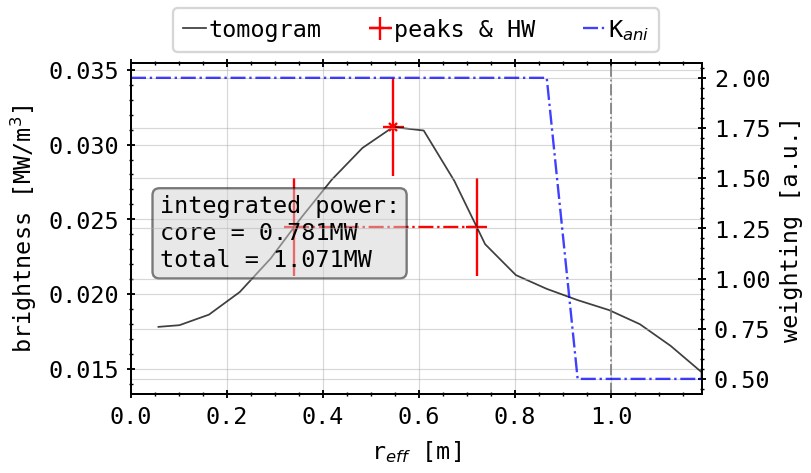 tomogram peaks & HW K_ani
brightness [MW/m³]
0.035
0.030
0.025
0.020
0.015
integrated power:
core = 0.781MW
total = 1.071MW
2.00
1.75
1.50
1.25
1.00
0.75
0.50
weighting [a.u.]
0.0 0.2 0.4 0.6 0.8 1.0
r_eff [m]